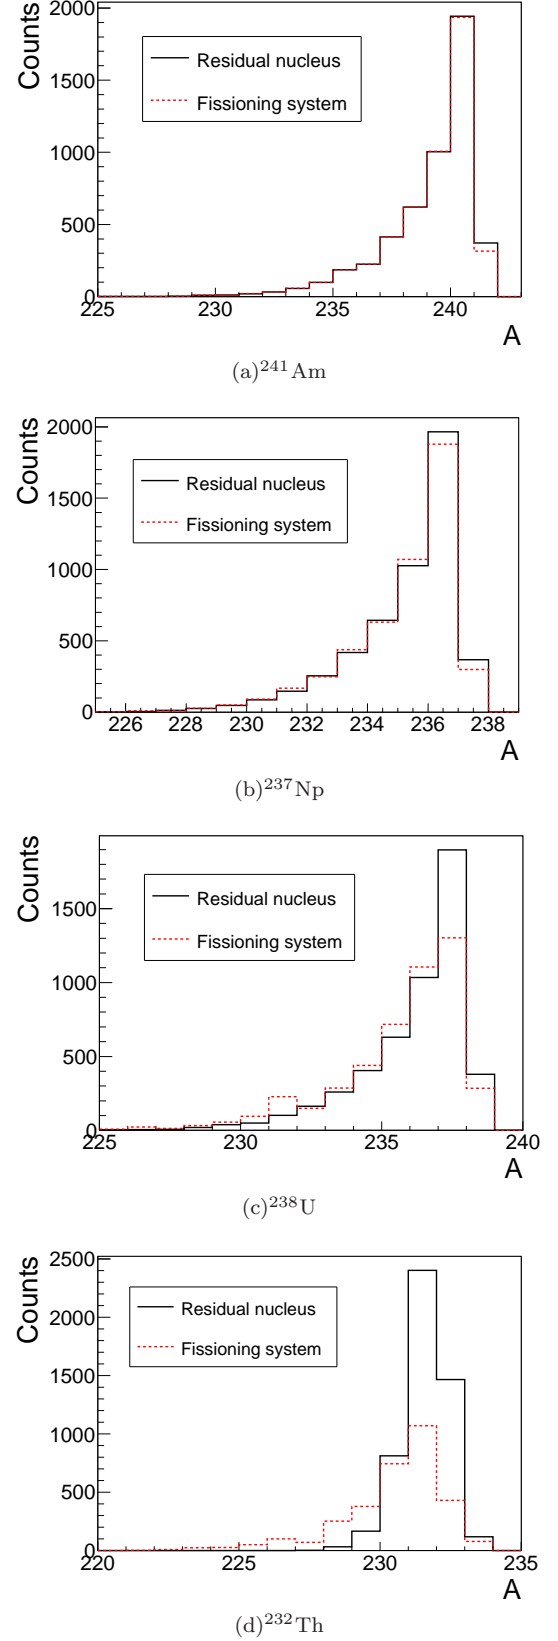 Counts
2000
1500
1000
500
0
Residual nucleus
Fissioning system
225 230 235 240
A
(a)²⁴¹Am
Counts
2000
1500
1000
500
0
Residual nucleus
Fissioning system
226 228 230 232 234 236 238
A
(b)²³⁷Np
Counts
1500
1000
500
0
Residual nucleus
Fissioning system
225 230 235 240
A
(c)²³⁸U
Counts
2500
2000
1500
1000
500
0
Residual nucleus
Fissioning system
220 225 230 235
A
(d)²³²Th